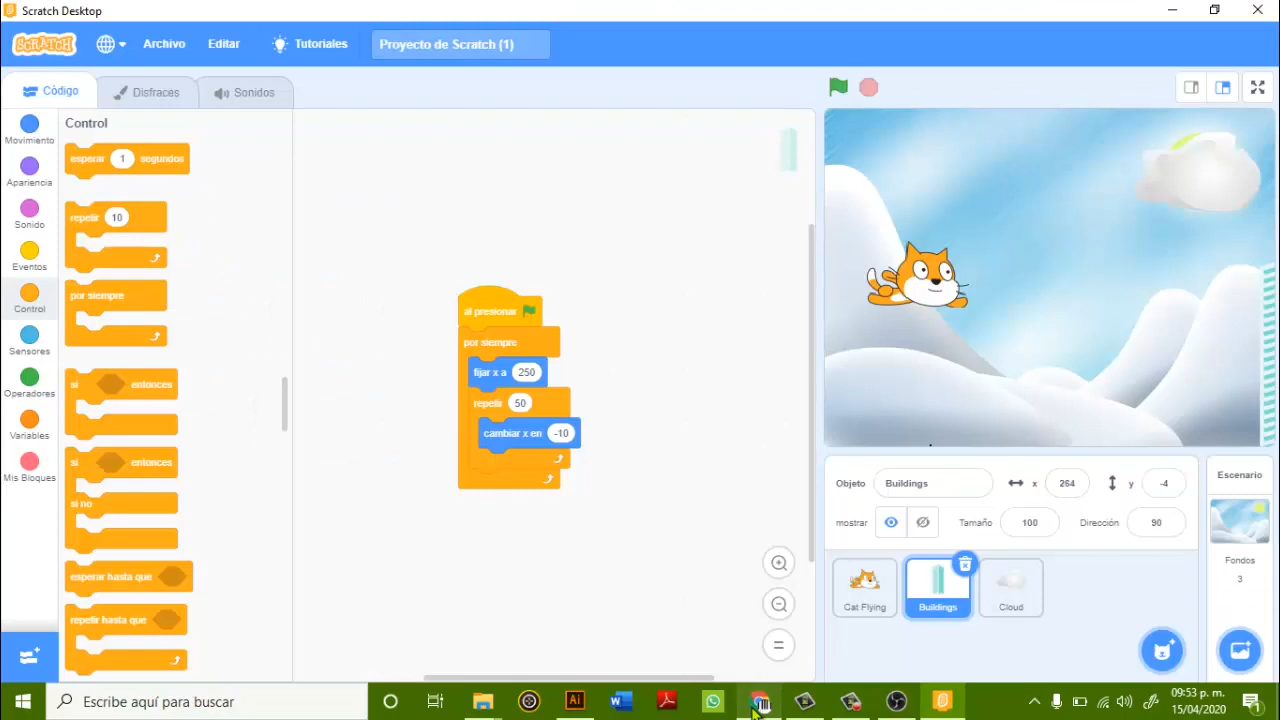 Scratch Desktop
SCRATCH
Archivo
Editar
Tutoriales
Proyecto de Scratch (1)
Código
Disfraces
Sonidos
Movimiento
Apariencia
Sonido
Eventos
Control
Sensores
Operadores
Variables
Mis Bloques
Control
esperar 1 segundos
repetir 10
por siempre
si entonces
si entonces
si no
esperar hasta que
repetir hasta que
al presionar
por siempre
fijar x a 250
repetir 50
cambiar x en -10
Objeto Buildings x 264 y -4
mostrar Tamaño 100 Dirección 90
Cat Flying
Buildings
Cloud
Escenario
Fondos
3
Escribe aquí para buscar
Ai
09:53 p. m.
15/04/2020
1